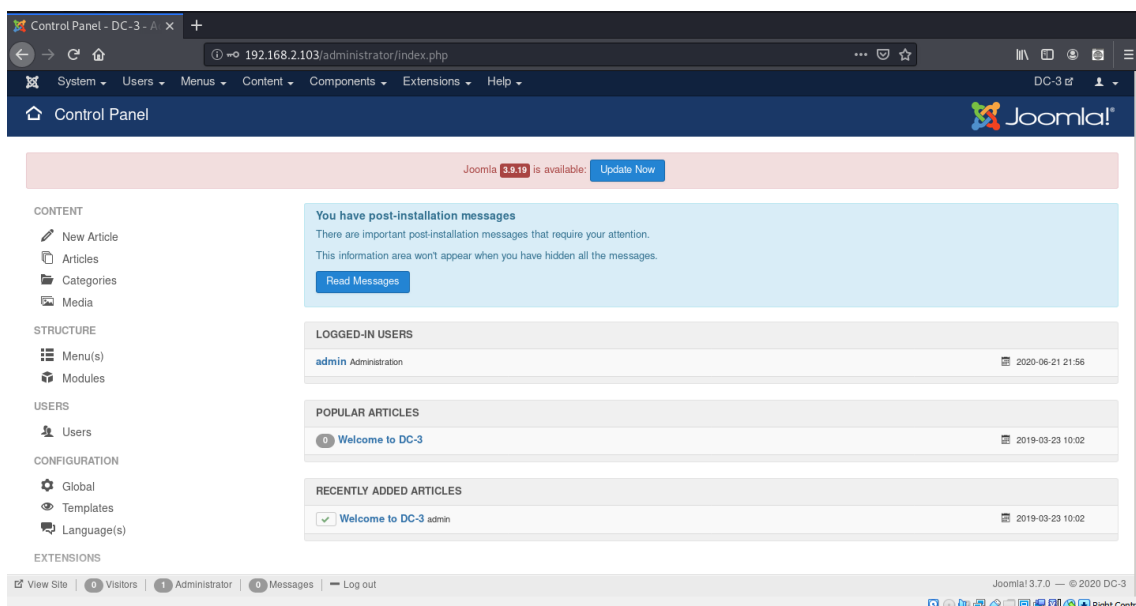 Control Panel - DC-3 - A
192.168.2.103/administrator/index.php
System Users Menus Content Components Extensions Help DC-3
Control Panel Joomla!®
Joomla 3.9.19 is available: Update Now
CONTENT
New Article
Articles
Categories
Media
STRUCTURE
Menu(s)
Modules
USERS
Users
CONFIGURATION
Global
Templates
Language(s)
EXTENSIONS
You have post-installation messages
There are important post-installation messages that require your attention.
This information area won't appear when you have hidden all the messages.
Read Messages
LOGGED-IN USERS
admin Administration 2020-06-21 21:56
POPULAR ARTICLES
0 Welcome to DC-3 2019-03-23 10:02
RECENTLY ADDED ARTICLES
Welcome to DC-3 admin 2019-03-23 10:02
View Site 0 Visitors 1 Administrator 0 Messages Log out Joomla! 3.7.0 — © 2020 DC-3
Right Contr